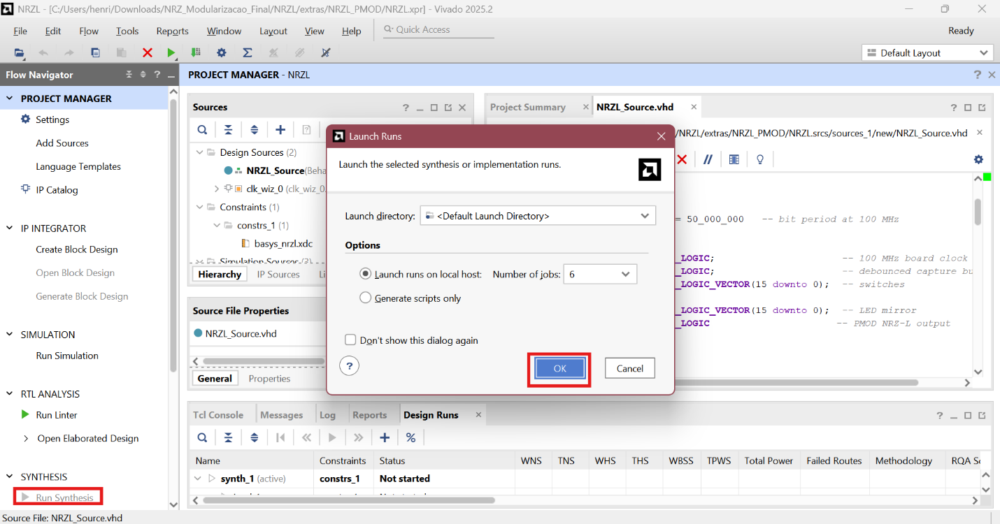 NRZL - [C:/Users/henri/Downloads/NRZ_Modularizacao_Final/NRZL/extras/NRZL_PMOD/NRZL.xpr] - Vivado 2025.2
File Edit Flow Tools Reports Window Layout View Help Quick Access Ready
Default Layout
Flow Navigator
PROJECT MANAGER - NRZL
PROJECT MANAGER
Settings
Add Sources
Language Templates
IP Catalog
IP INTEGRATOR
Create Block Design
Open Block Design
Generate Block Design
SIMULATION
Run Simulation
RTL ANALYSIS
Run Linter
Open Elaborated Design
SYNTHESIS
Run Synthesis
Sources
Design Sources (2)
NRZL_Source(Beha
clk_wiz_0 (clk_wiz_0
Constraints (1)
constrs_1 (1)
basys_nrzl.xdc
Simulation Sources (3)
Hierarchy IP Sources Li
Source File Properties
NRZL_Source.vhd
General Properties
Project Summary NRZL_Source.vhd
/NRZL/extras/NRZL_PMOD/NRZL.srcs/sources_1/new/NRZL_Source.vhd
= 50_000_000 -- bit period at 100 MHz
_LOGIC; -- 100 MHz board clock
_LOGIC; -- debounced capture bu
_LOGIC_VECTOR(15 downto 0); -- switches
_LOGIC_VECTOR(15 downto 0); -- LED mirror
_LOGIC -- PMOD NRZ-L output
Launch Runs
Launch the selected synthesis or implementation runs.
Launch directory: <Default Launch Directory>
Options
Launch runs on local host: Number of jobs: 6
Generate scripts only
Don't show this dialog again
OK Cancel
Tcl Console Messages Log Reports Design Runs
Name Constraints Status WNS TNS WHS THS WBSS TPWS Total Power Failed Routes Methodology RQA Sc
synth_1 (active) constrs_1 Not started
Source File: NRZL_Source.vhd